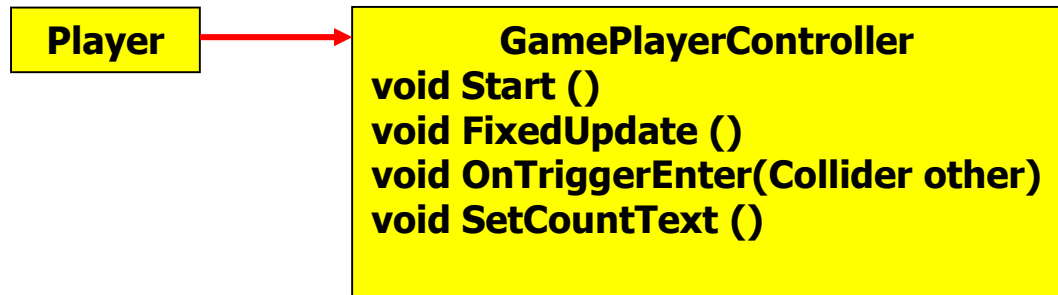 Player
GamePlayerController
void Start ()
void FixedUpdate ()
void OnTriggerEnter(Collider other)
void SetCountText ()